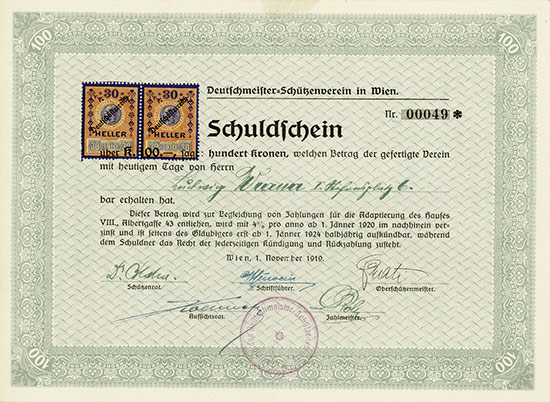 100 100
Deutschmeister-Schützenverein in Wien.
Nr. 00049 ✻
30 30
HELLER HELLER
Deutschösterreich Deutschösterreich
Schuldschein
über K 100.— sage: hundert Kronen, welchen Betrag der gefertigte Verein
mit heutigem Tage von Herrn
Ludwig
bar erhalten hat.
Dieser Betrag wird zur Begleichung von Zahlungen für die Adaptierung des Hauses
VIII., Albertgasse 43 entliehen, wird mit 4% pro anno ab 1. Jänner 1920 im nachhinein ver-
zinst und ist seitens des Gläubigers erst ab 1. Jänner 1924 halbjährig aufkündbar, während
dem Schuldner das Recht der jederzeitigen Kündigung und Rückzahlung zusteht.
Wien, 1. November 1919.
Schützenrat. Schriftführer. Oberschützenmeister.
Aufsichtsrat. Zahlmeister.
100 100